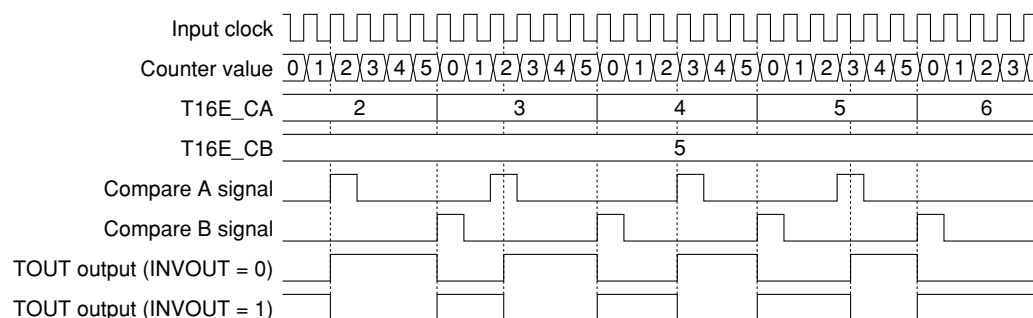 Input clock
Counter value 0 1 2 3 4 5 0 1 2 3 4 5 0 1 2 3 4 5 0 1 2 3 4 5 0 1 2 3
T16E_CA 2 3 4 5 6
T16E_CB 5
Compare A signal
Compare B signal
TOUT output (INVOUT = 0)
TOUT output (INVOUT = 1)